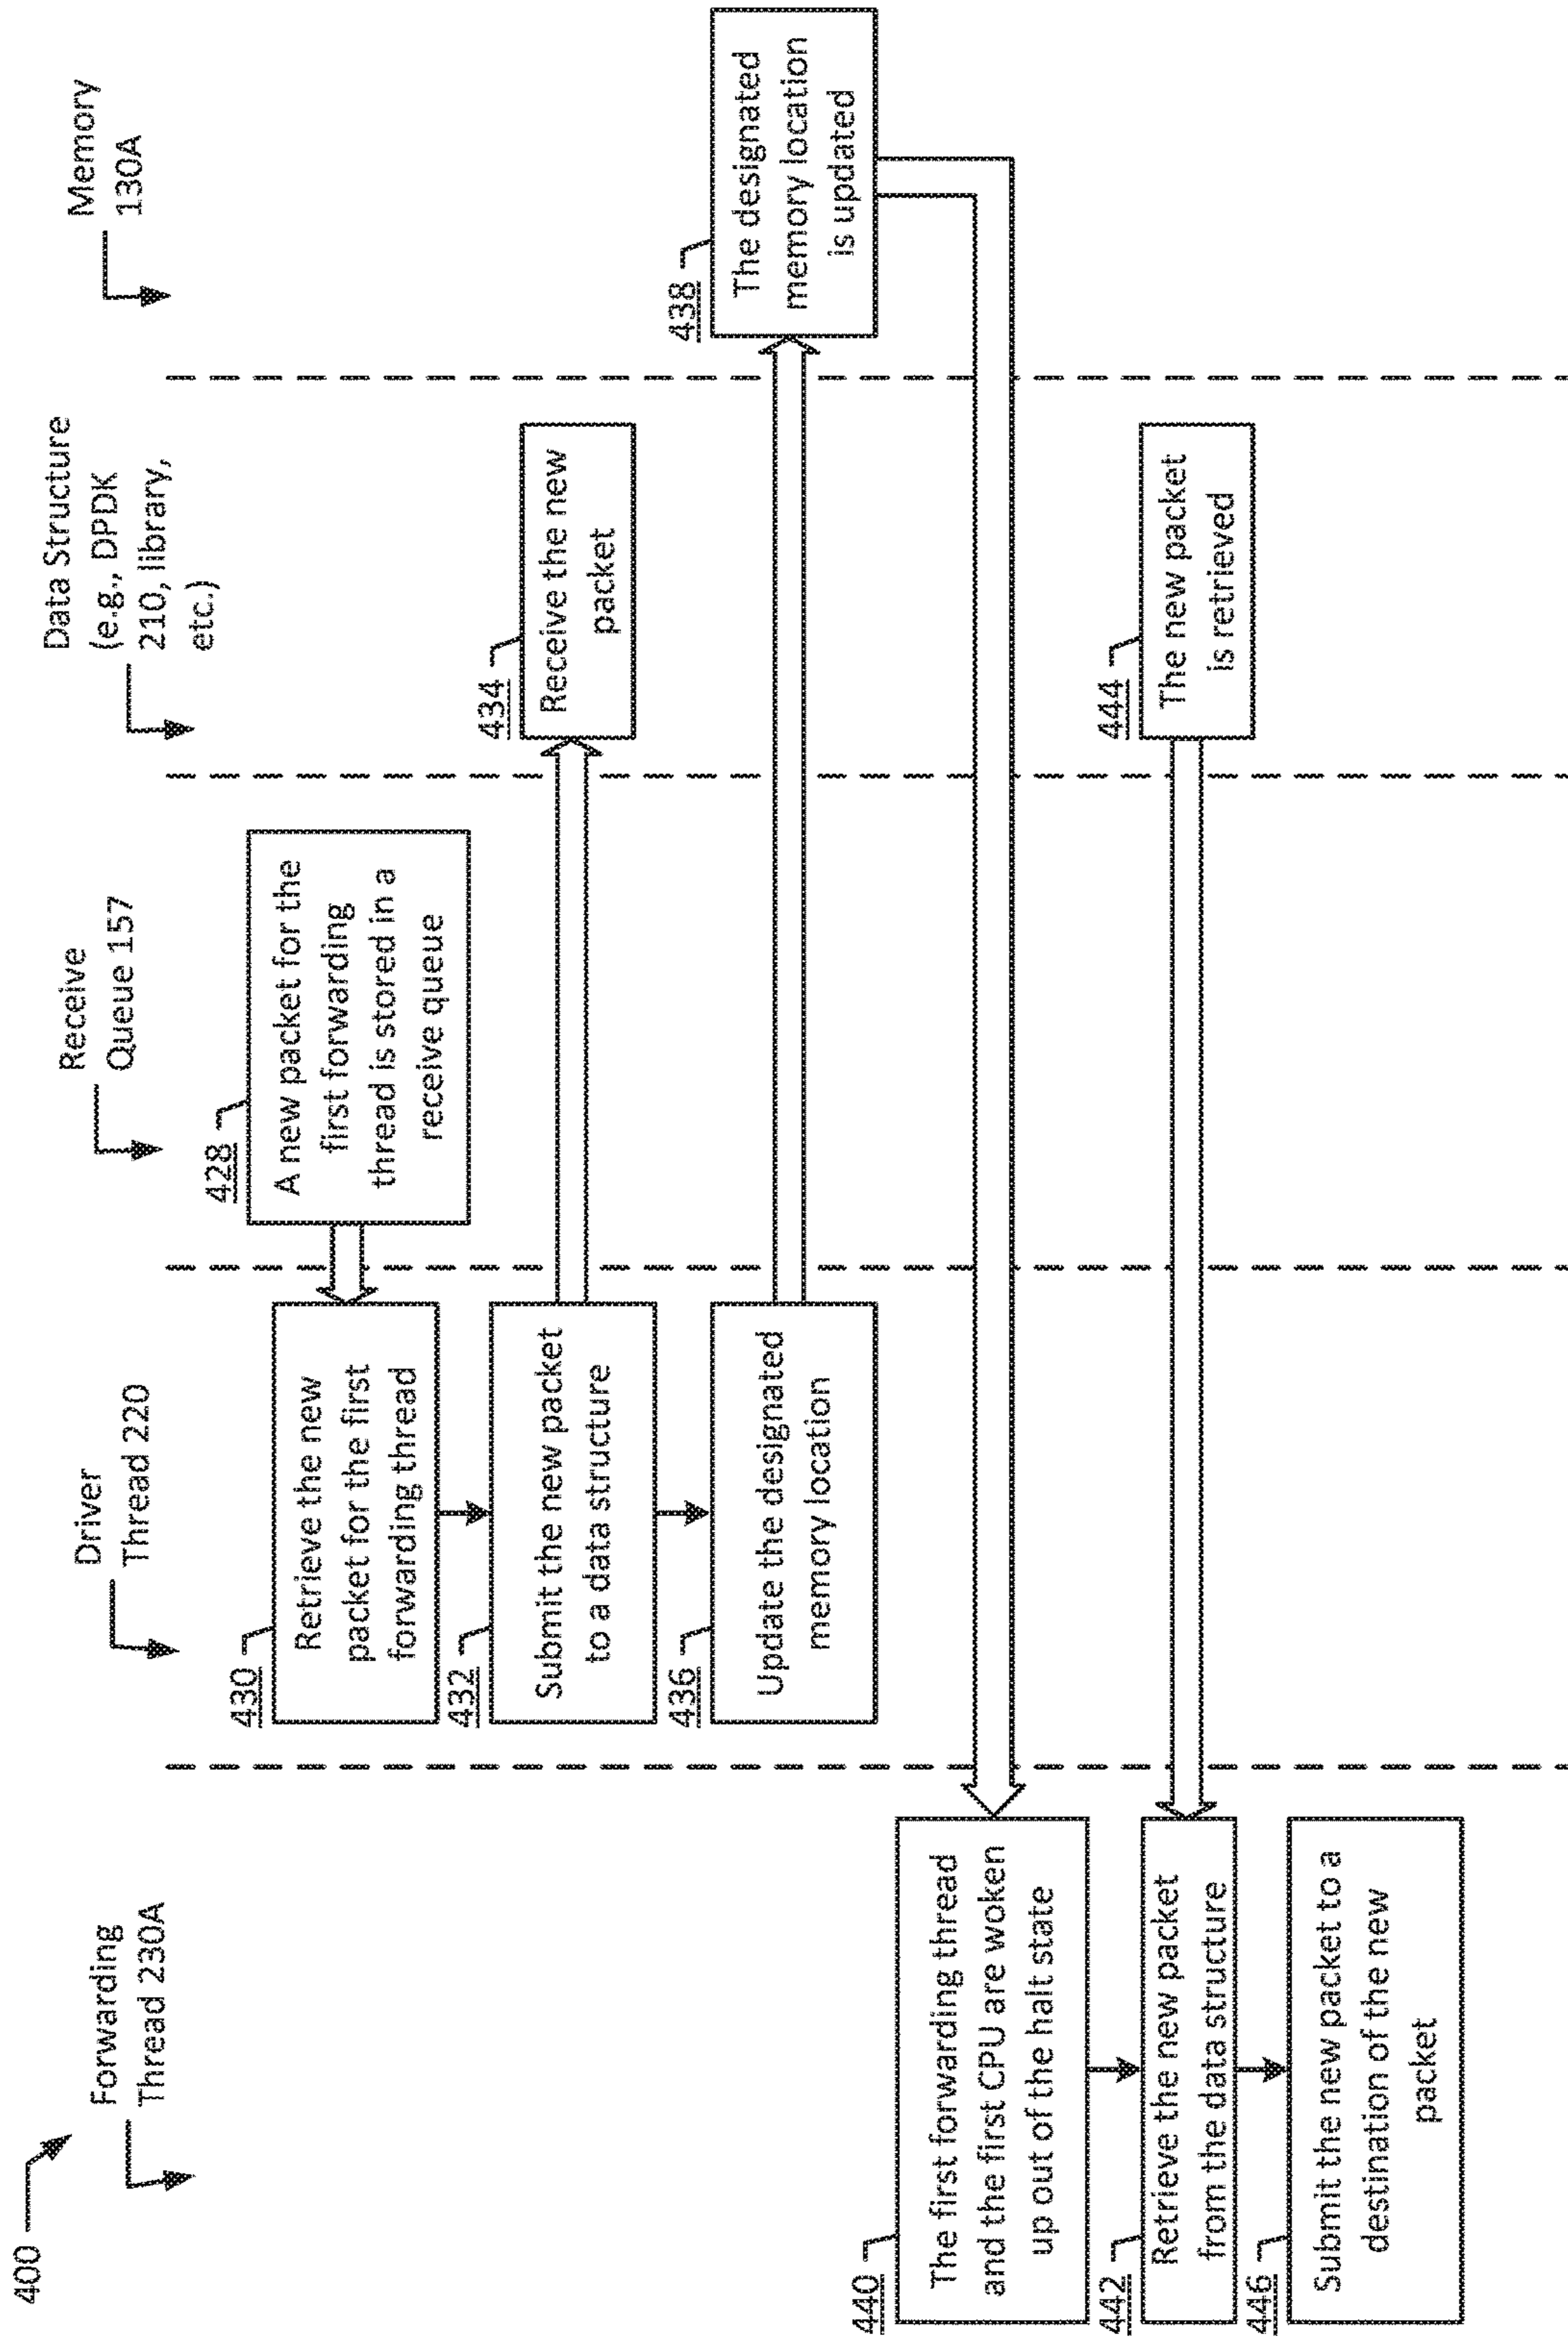 400
Forwarding
Thread 230A
Driver
Thread 220
Receive
Queue 157
Data Structure
(e.g., DPDK
210, library,
etc.)
Memory
130A
428
A new packet for the
first forwarding
thread is stored in a
receive queue
430
Retrieve the new
packet for the first
forwarding thread
432
Submit the new packet
to a data structure
434
Receive the new
packet
436
Update the designated
memory location
438
The designated
memory location
is updated
440
The first forwarding thread
and the first CPU are woken
up out of the halt state
442
Retrieve the new packet
from the data structure
444
The new packet
is retrieved
446
Submit the new packet to a
destination of the new
packet